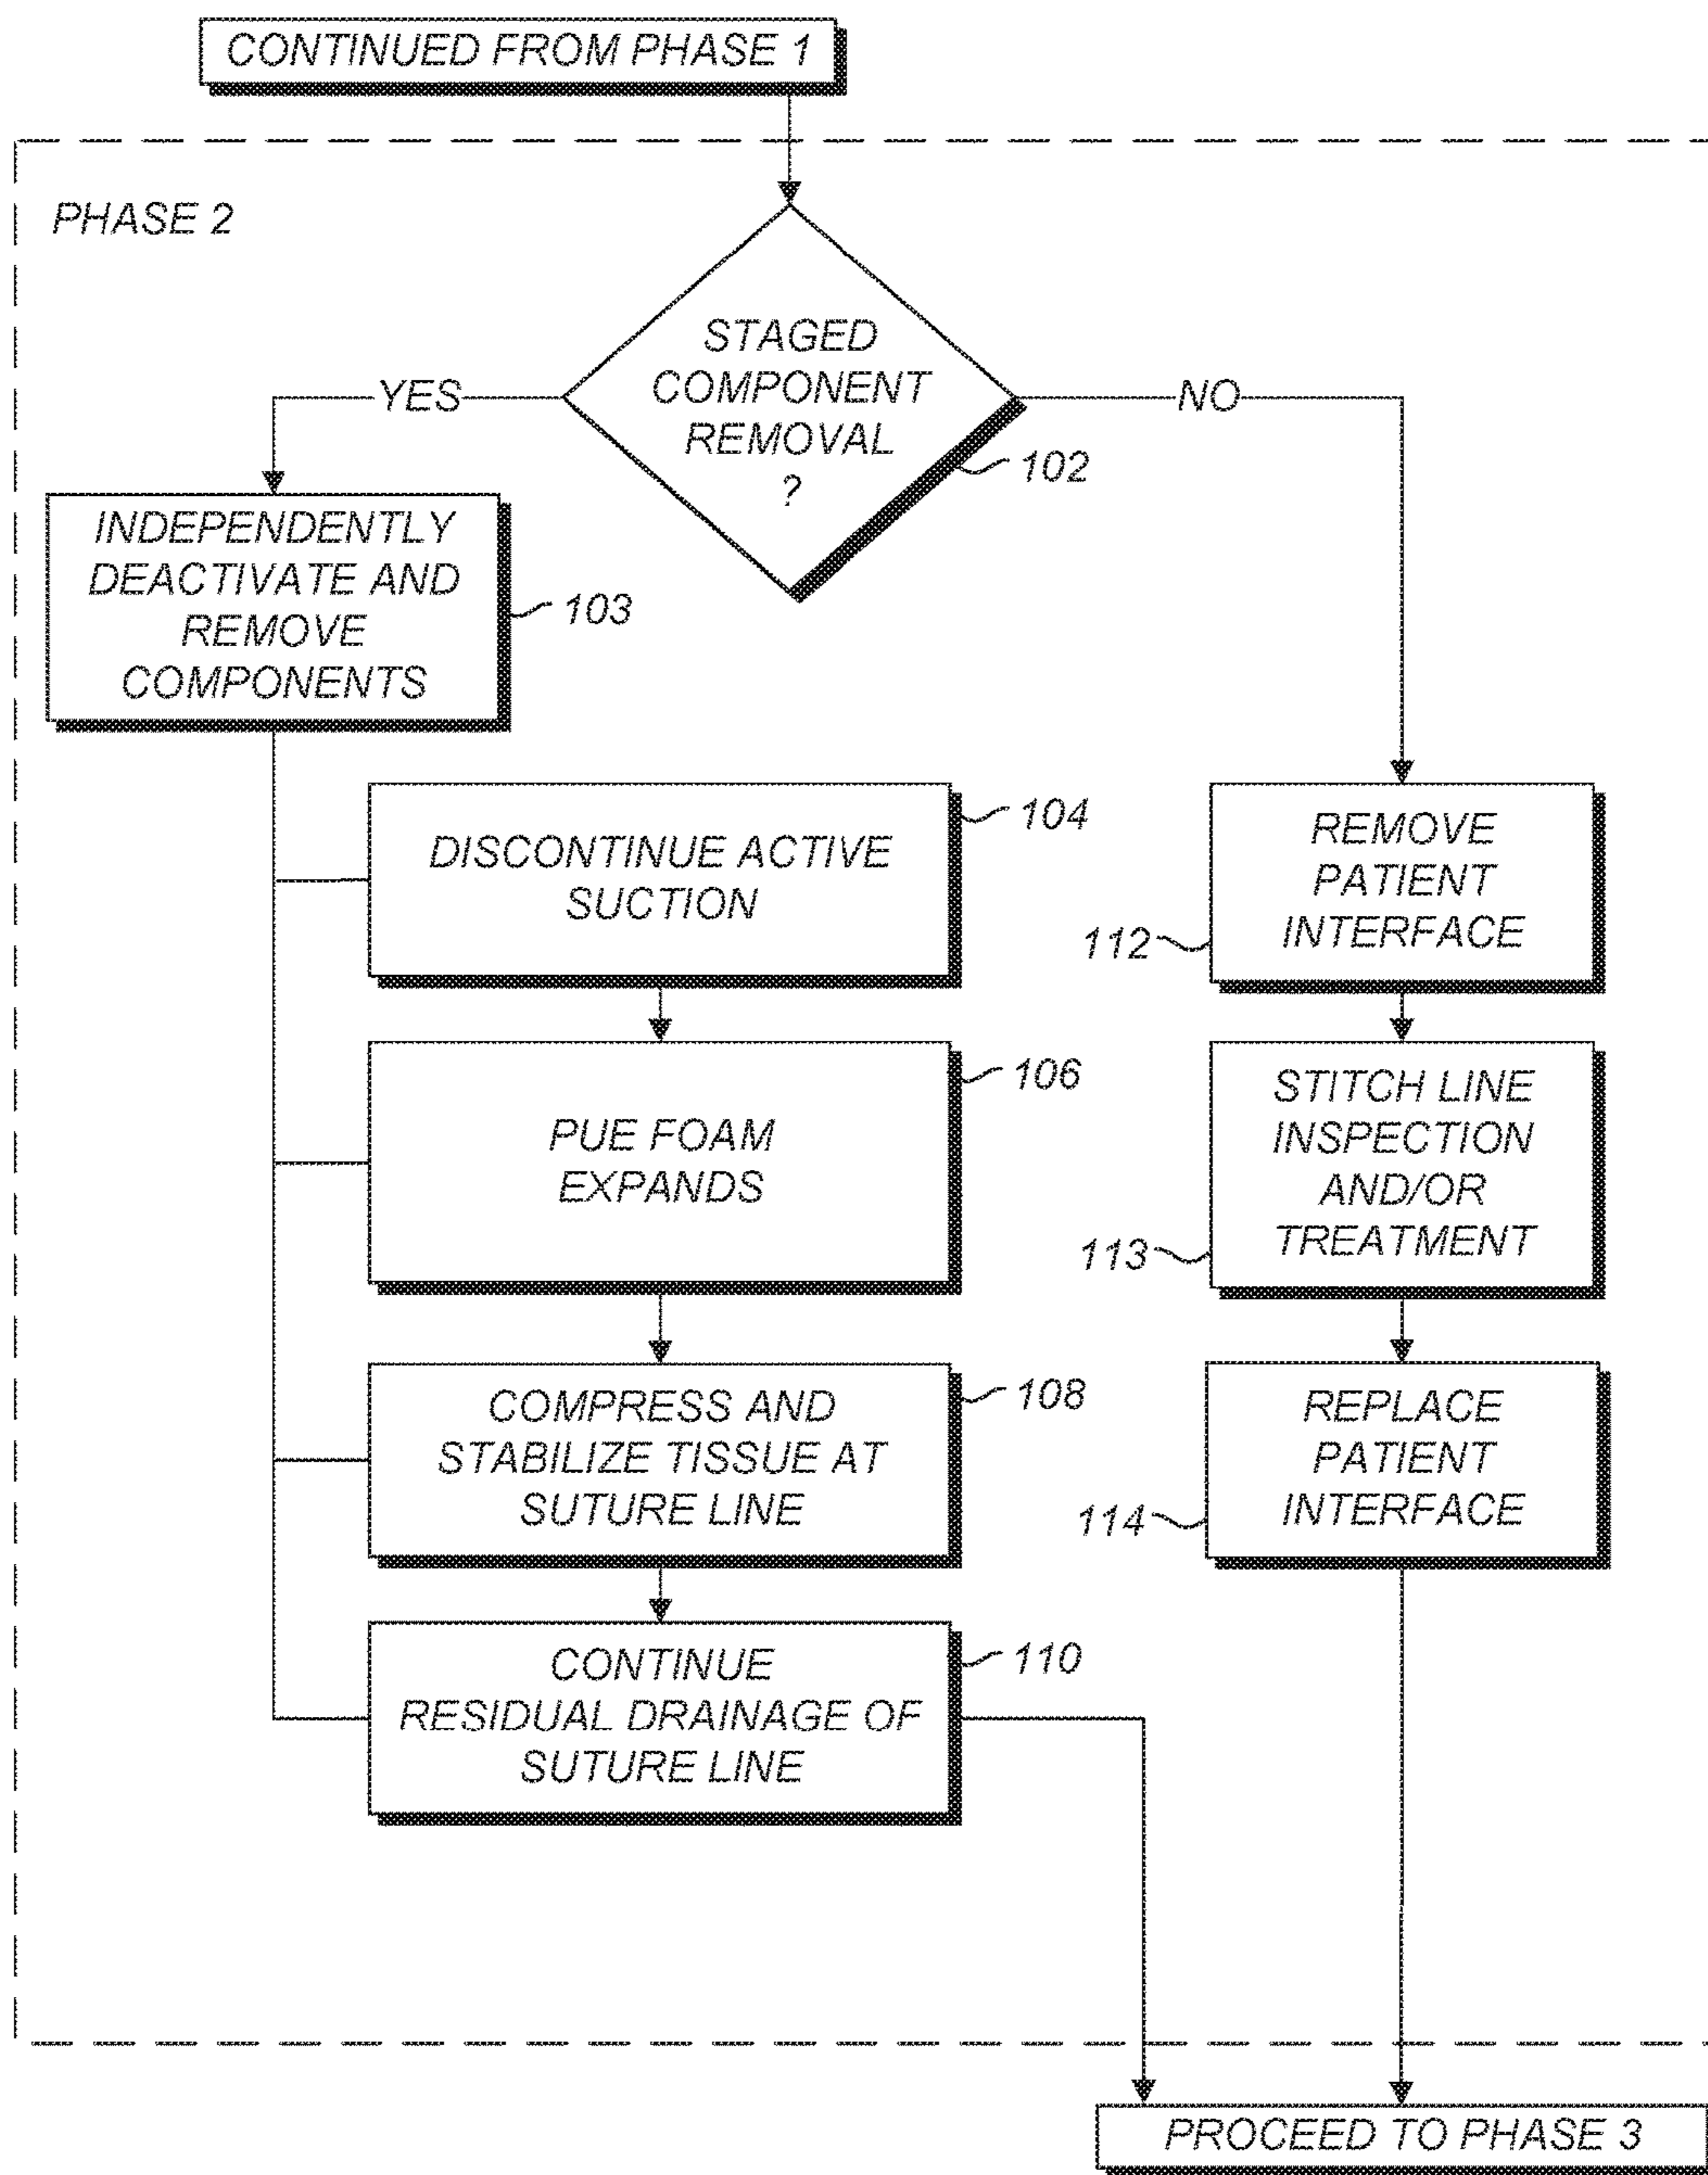 CONTINUED FROM PHASE 1
PHASE 2
STAGED
COMPONENT
REMOVAL
?
102
YES
NO
INDEPENDENTLY
DEACTIVATE AND
REMOVE
COMPONENTS
103
DISCONTINUE ACTIVE
SUCTION
104
PUE FOAM
EXPANDS
106
COMPRESS AND
STABILIZE TISSUE AT
SUTURE LINE
108
CONTINUE
RESIDUAL DRAINAGE OF
SUTURE LINE
110
REMOVE
PATIENT
INTERFACE
112
STITCH LINE
INSPECTION
AND/OR
TREATMENT
113
REPLACE
PATIENT
INTERFACE
114
PROCEED TO PHASE 3